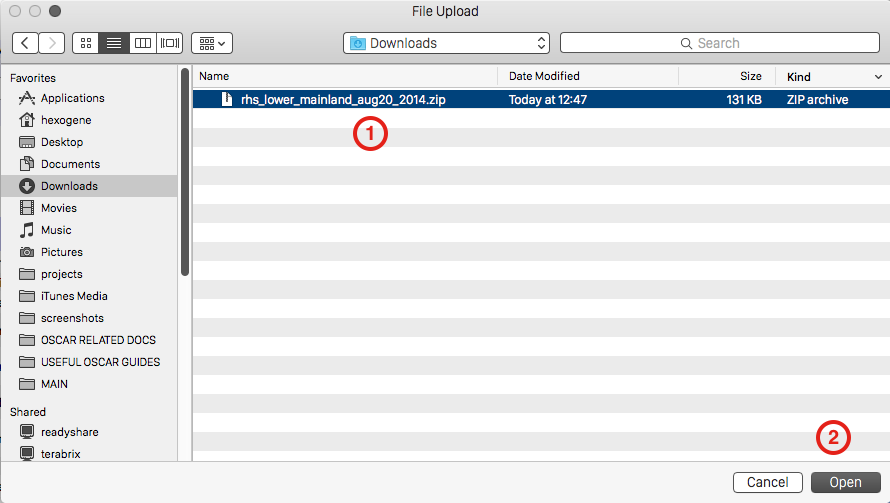 File Upload
Downloads
Search
Favorites
Applications
hexogene
Desktop
Documents
Downloads
Movies
Music
Pictures
projects
iTunes Media
screenshots
OSCAR RELATED DOCS
USEFUL OSCAR GUIDES
MAIN
Shared
readyshare
terabrix
Name Date Modified Size Kind
rhs_lower_mainland_aug20_2014.zip Today at 12:47 131 KB ZIP archive
1
2
Cancel Open